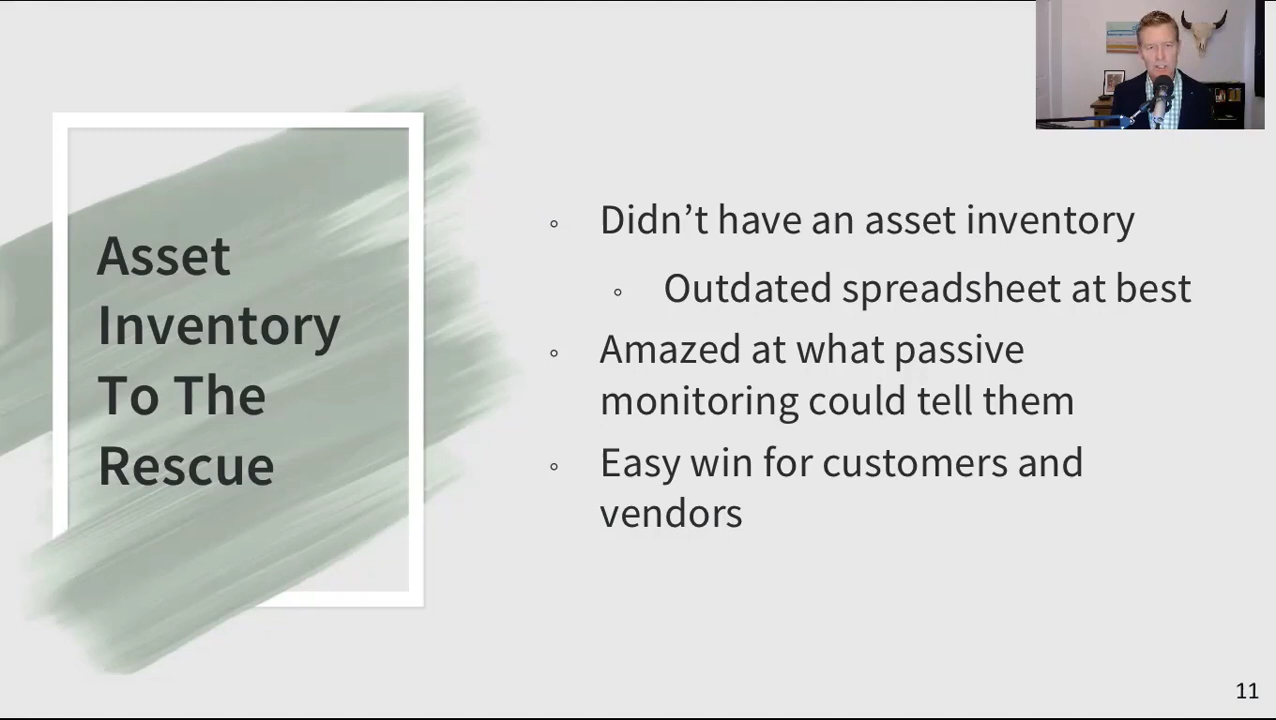 Asset
Inventory
To The
Rescue
Didn’t have an asset inventory
Outdated spreadsheet at best
Amazed at what passive
monitoring could tell them
Easy win for customers and
vendors
11